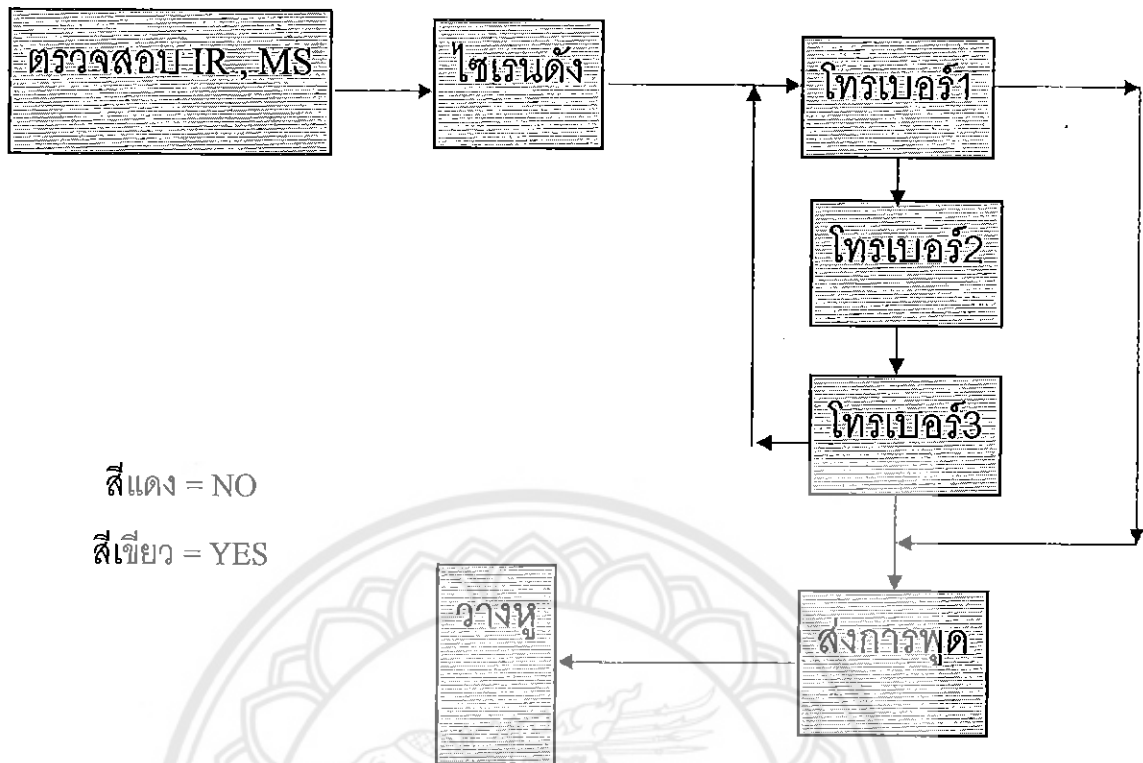 ตรวจสอบ IR , MS
ไซเรนดัง
โทรเบอร์1
โทรเบอร์2
โทรเบอร์3
สีแดง = NO
สีเขียว = YES
วางหู
ส่งการพูด